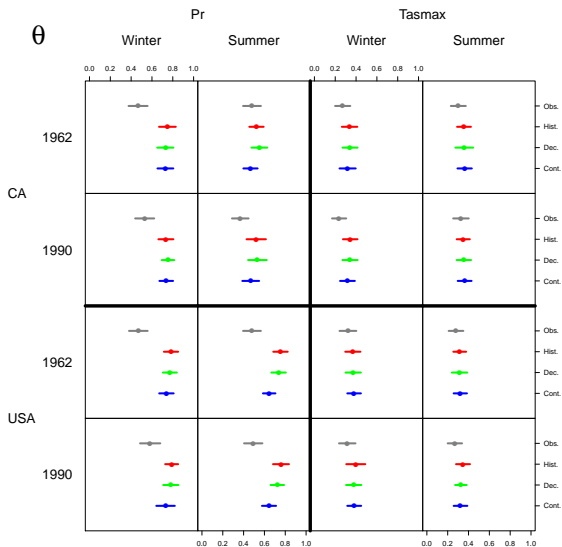 Pr Tasmax
θ
Winter Summer Winter Summer
0.0 0.2 0.4 0.6 0.8 1.0 0.0 0.2 0.4 0.6 0.8 1.0
CA
1962
Obs.
Hist.
Dec.
Cont.
1990
Obs.
Hist.
Dec.
Cont.
USA
1962
Obs.
Hist.
Dec.
Cont.
1990
Obs.
Hist.
Dec.
Cont.
0.0 0.2 0.4 0.6 0.8 1.0 0.0 0.2 0.4 0.6 0.8 1.0